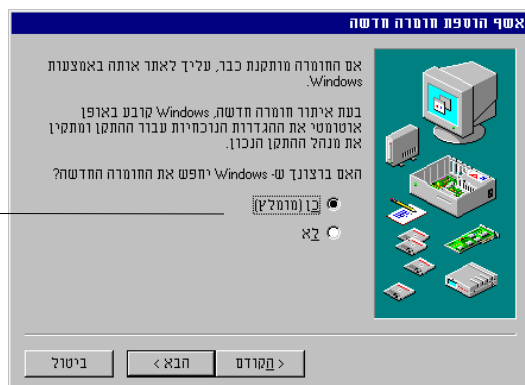 אשף הוספת חומרה חדשה
אם החומרה מותקנת כבר, עליך לאתר אותה באמצעות
Windows.
בעת איתור חומרה חדשה, Windows קובע באופן
אוטומטי את ההגדרות הנוכחיות עבור ההתקן ומתקין
את מנהל ההתקן הנכון.
האם ברצונך ש- Windows יחפש את החומרה החדשה?
כן (מומלץ)
לא
< הקודם
הבא >
ביטול